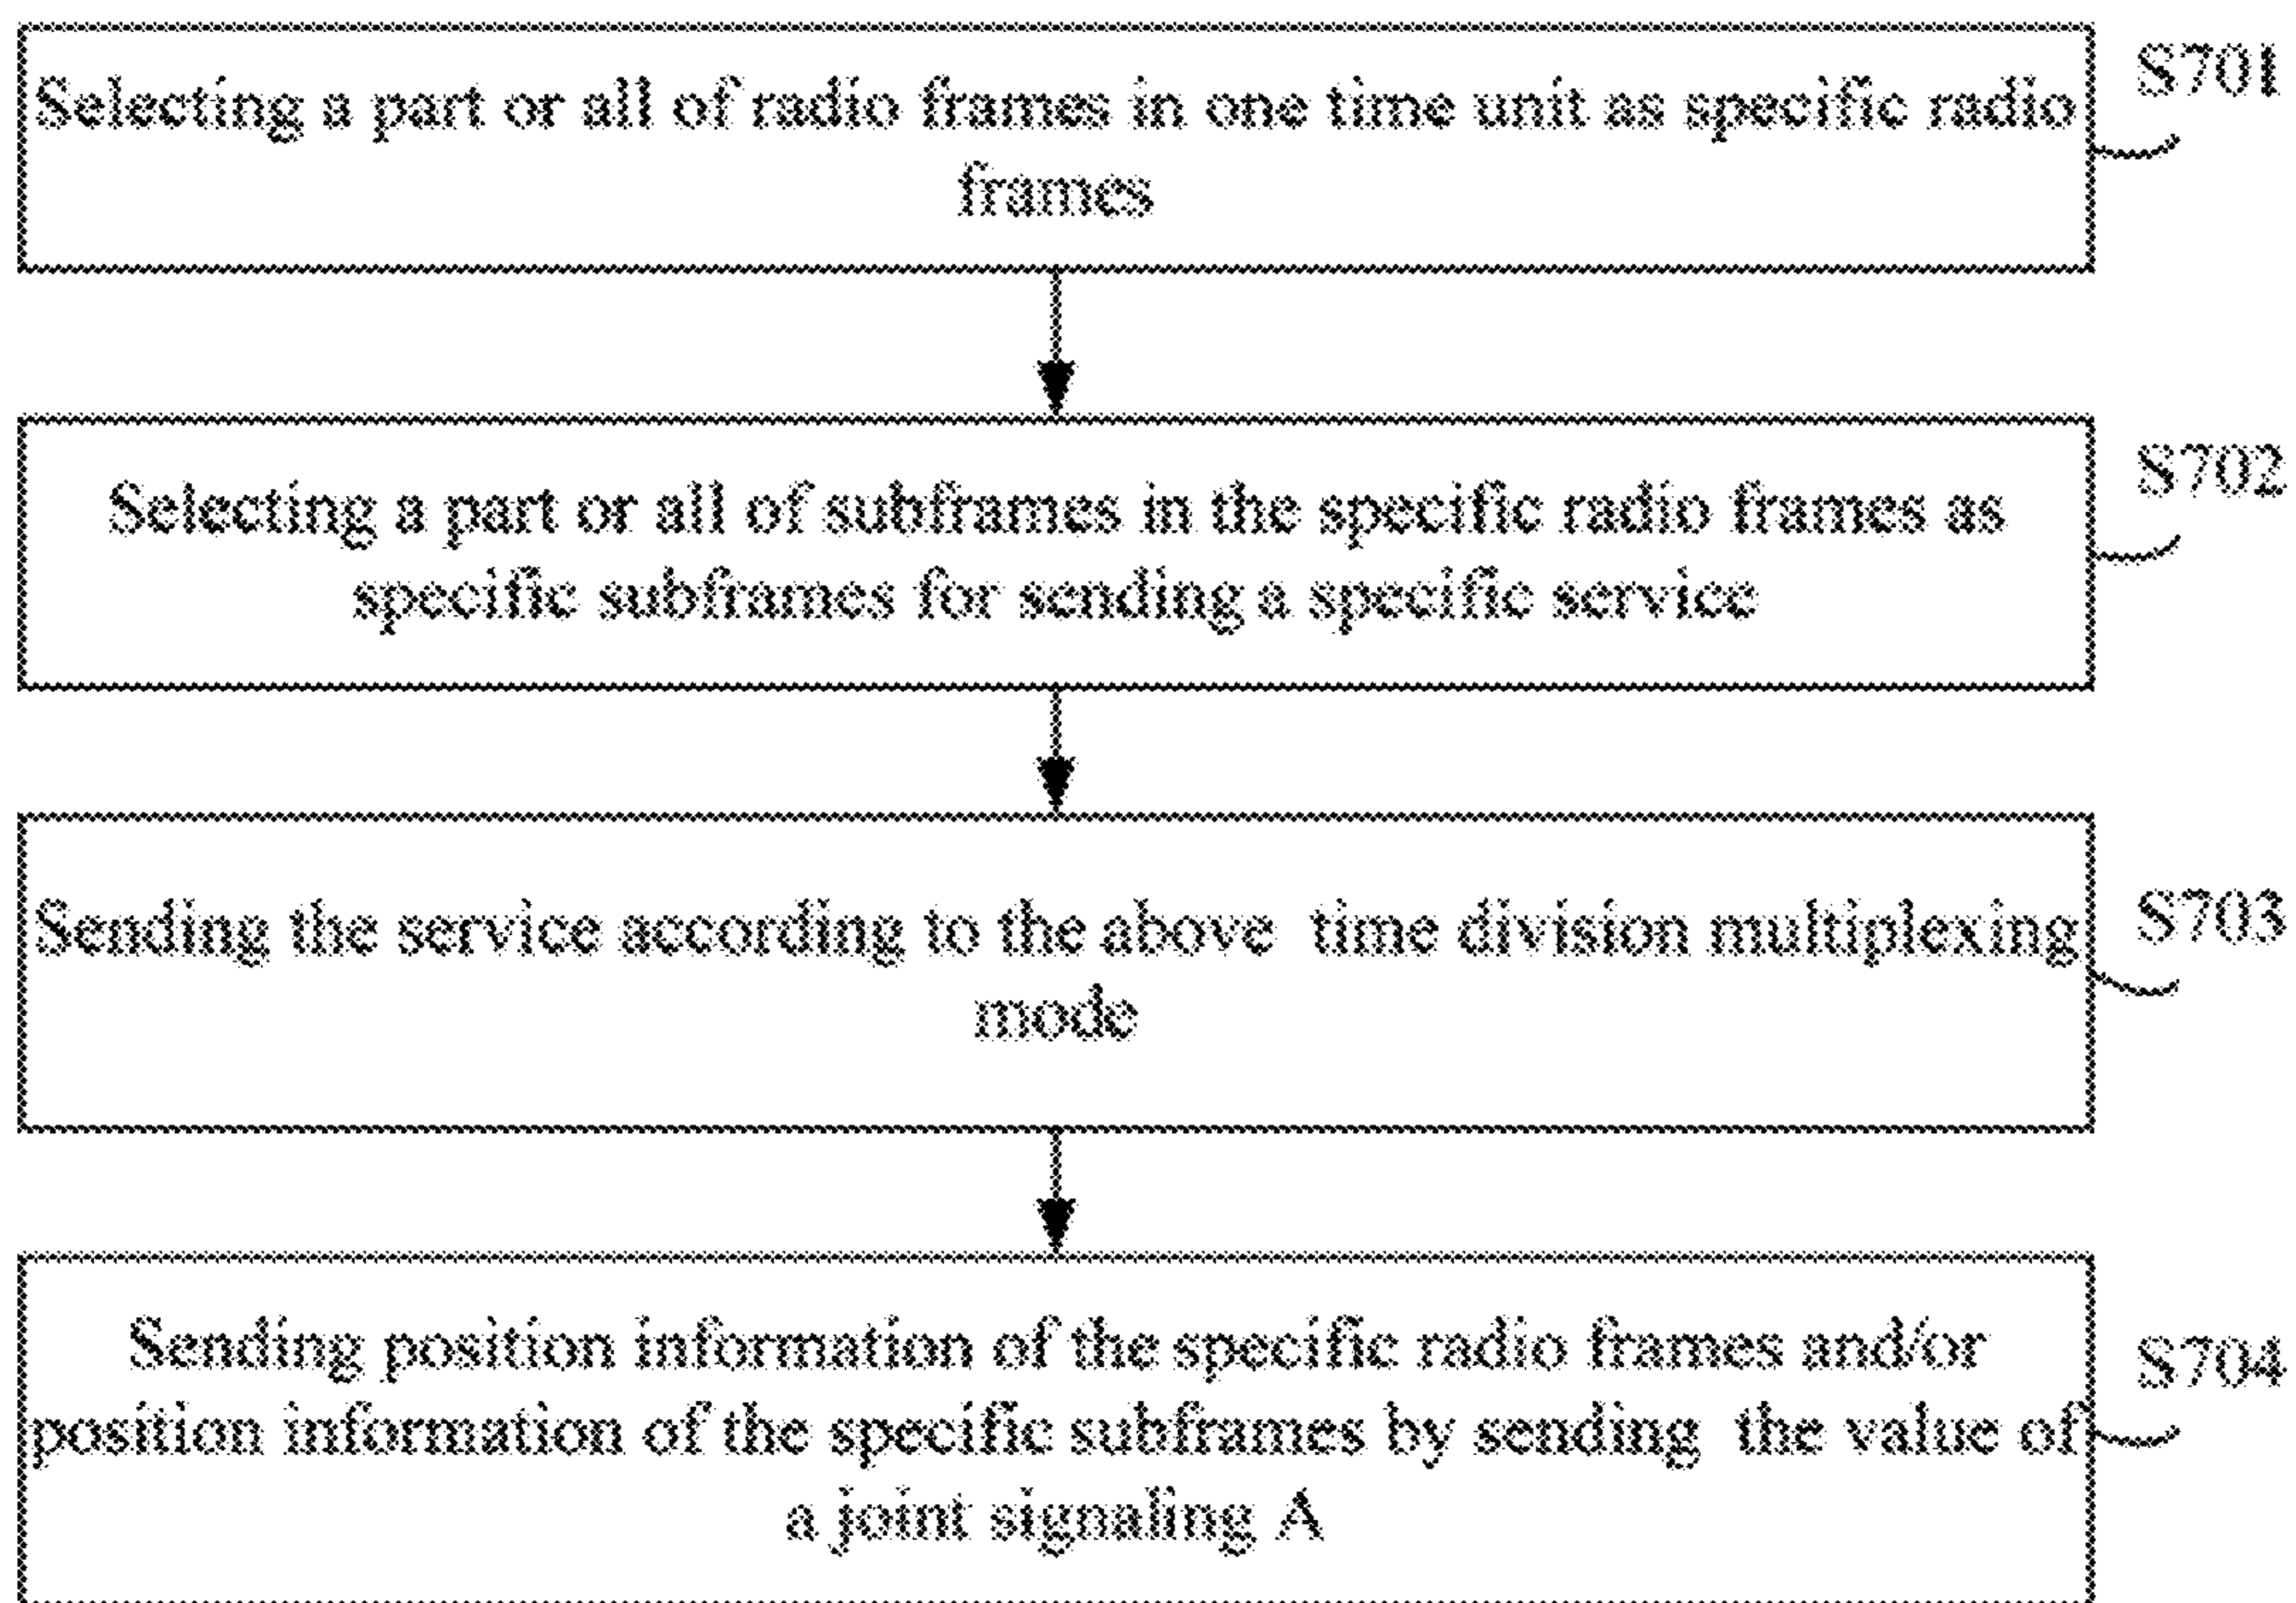 Selecting a part or all of radio frames in one time unit as specific radio
frames
S701
Selecting a part or all of subframes in the specific radio frames as
specific subframes for sending a specific service
S702
Sending the service according to the above time division multiplexing
mode
S703
Sending position information of the specific radio frames and/or
position information of the specific subframes by sending the value of
a joint signaling A
S704